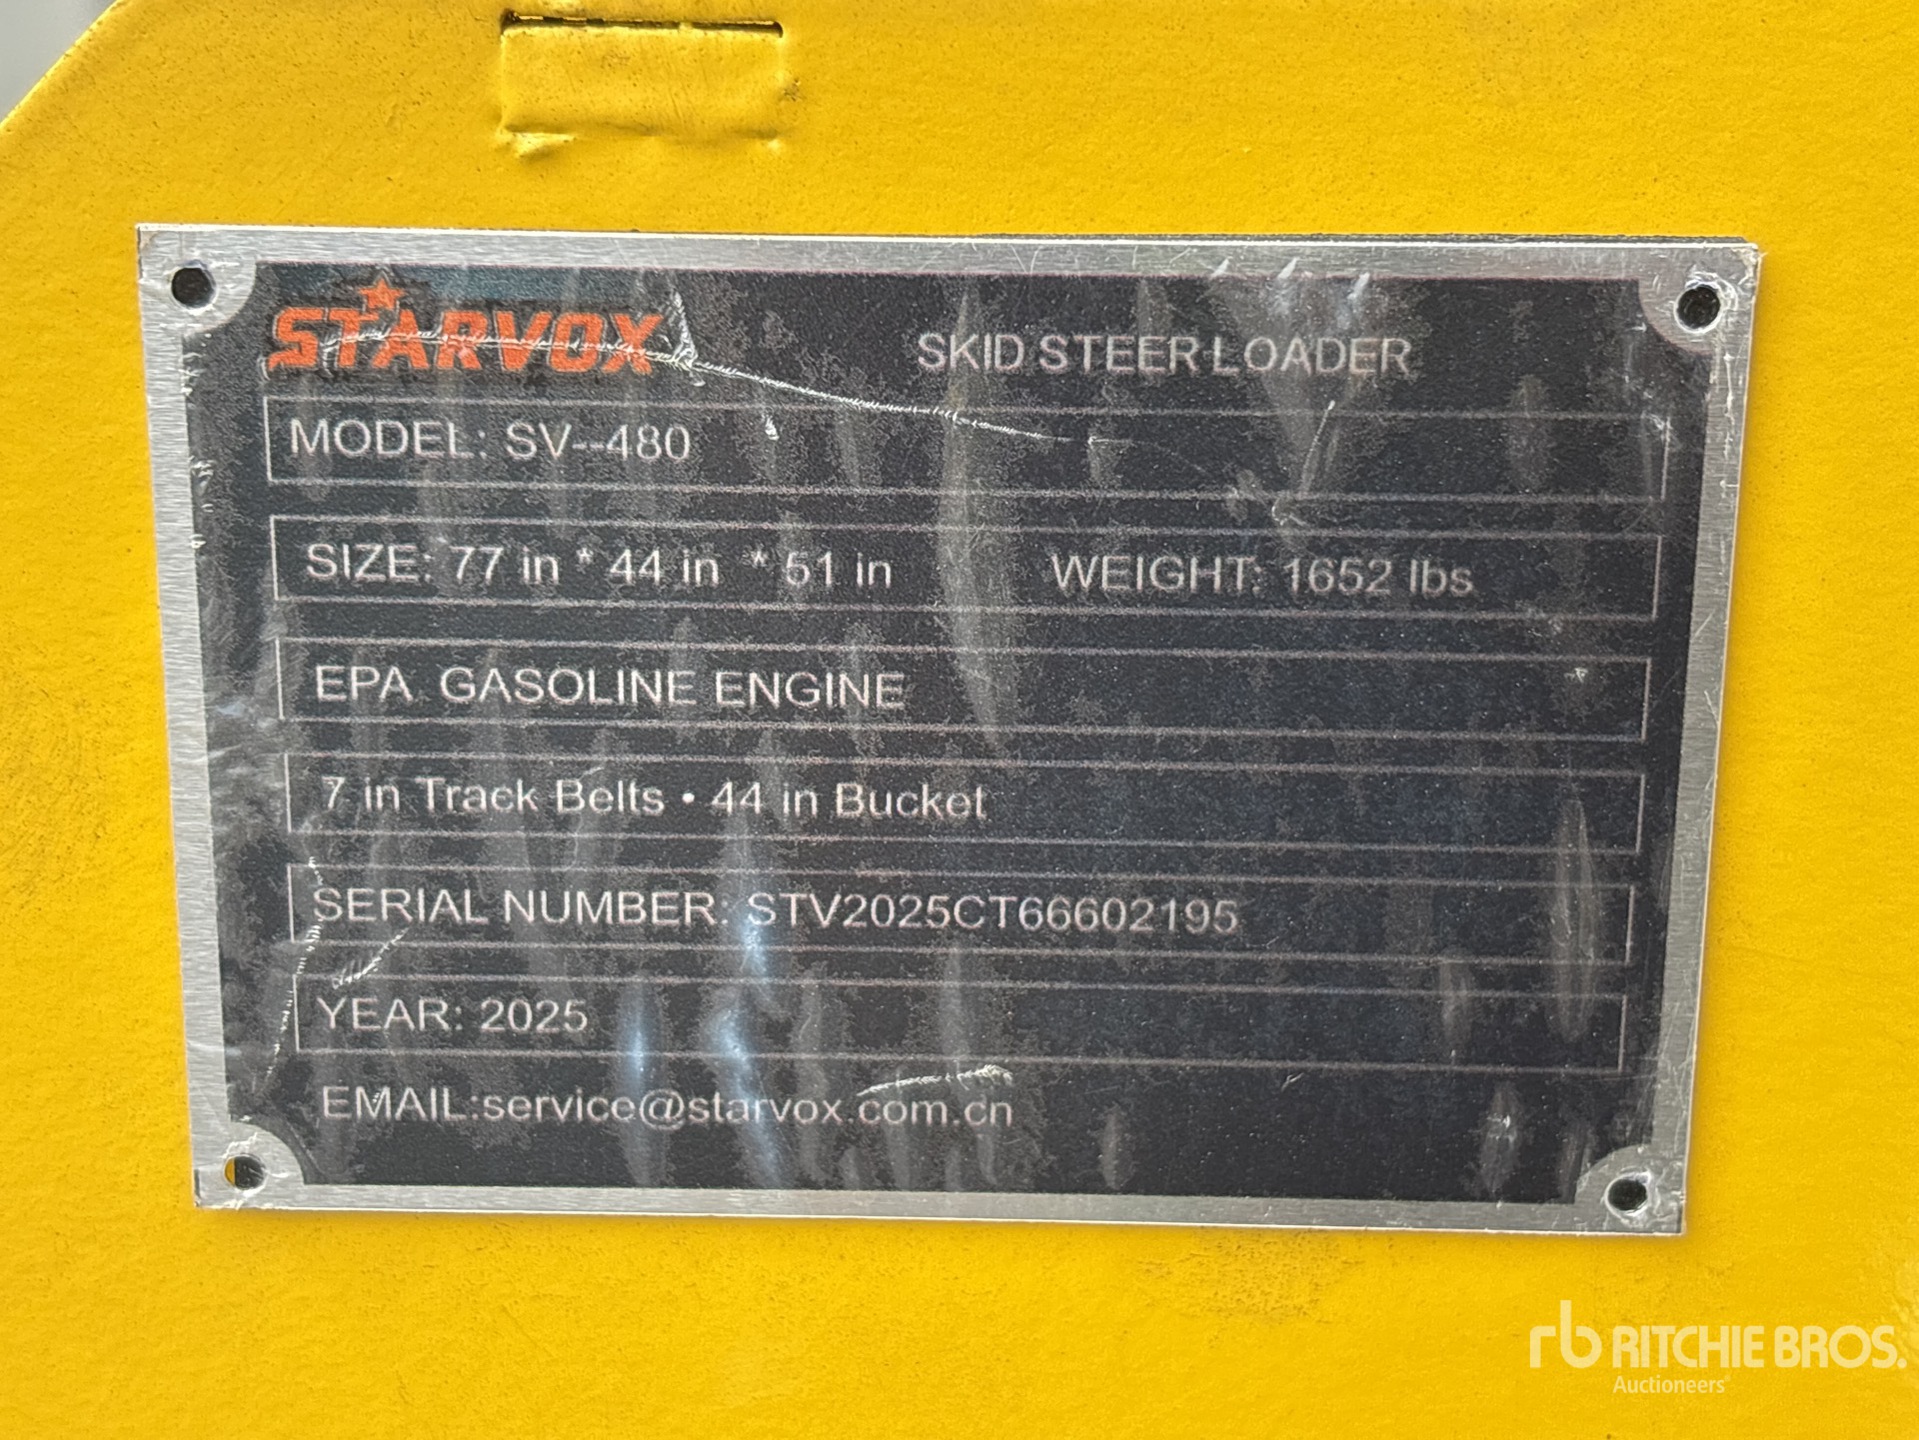 STARVOX
SKID STEER LOADER
MODEL: SV--480
SIZE: 77 in * 44 in * 51 in WEIGHT: 1652 lbs
EPA GASOLINE ENGINE
7 in Track Belts • 44 in Bucket
SERIAL NUMBER: STV2025CT66602195
YEAR: 2025
EMAIL:service@starvox.com.cn
rb RITCHIE BROS.
Auctioneers